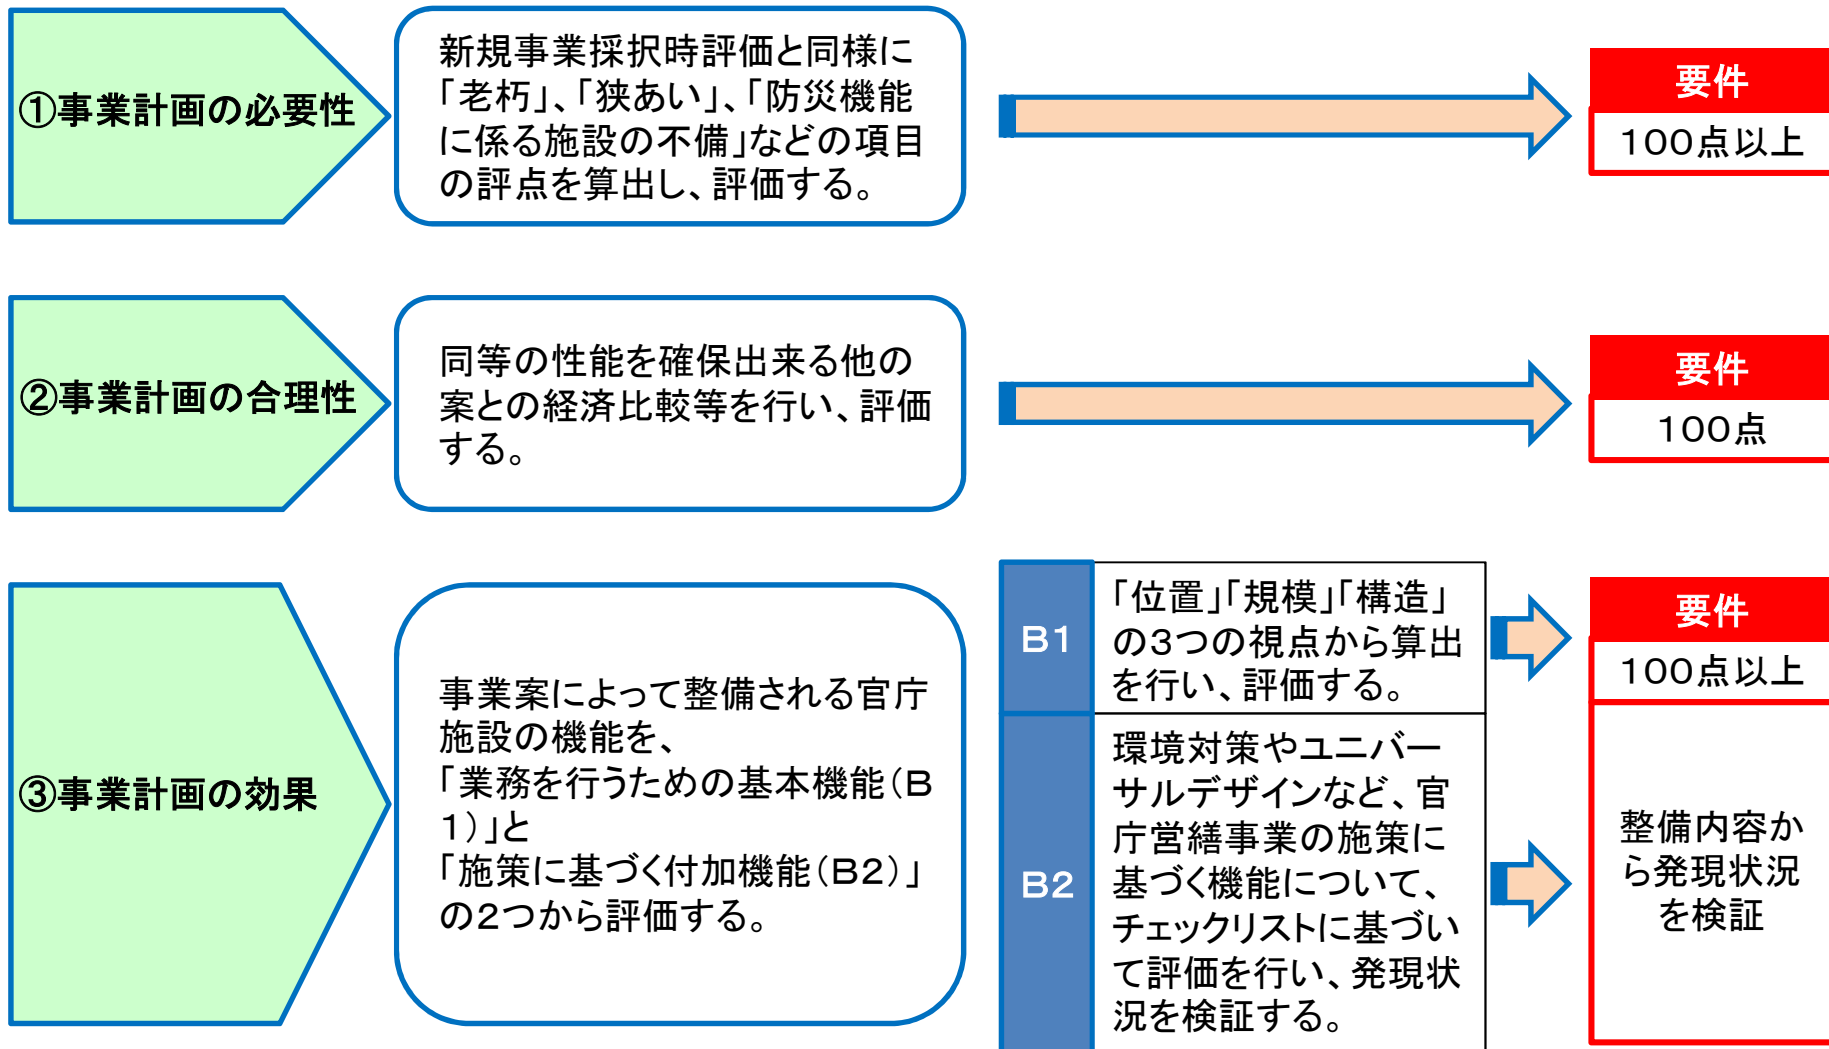 ①事業計画の必要性
新規事業採択時評価と同様に
「老朽」、「狭あい」、「防災機能
に係る施設の不備」などの項目
の評点を算出し、評価する。
要件
100点以上
②事業計画の合理性
同等の性能を確保出来る他の
案との経済比較等を行い、評価
する。
要件
100点
③事業計画の効果
事業案によって整備される官庁
施設の機能を、
「業務を行うための基本機能(B
1)」と
「施策に基づく付加機能(B2)」
の2つから評価する。
B1
「位置」「規模」「構造」
の3つの視点から算出
を行い、評価する。
要件
100点以上
B2
環境対策やユニバー
サルデザインなど、官
庁営繕事業の施策に
基づく機能について、
チェックリストに基づい
て評価を行い、発現状
況を検証する。
整備内容か
ら発現状況
を検証